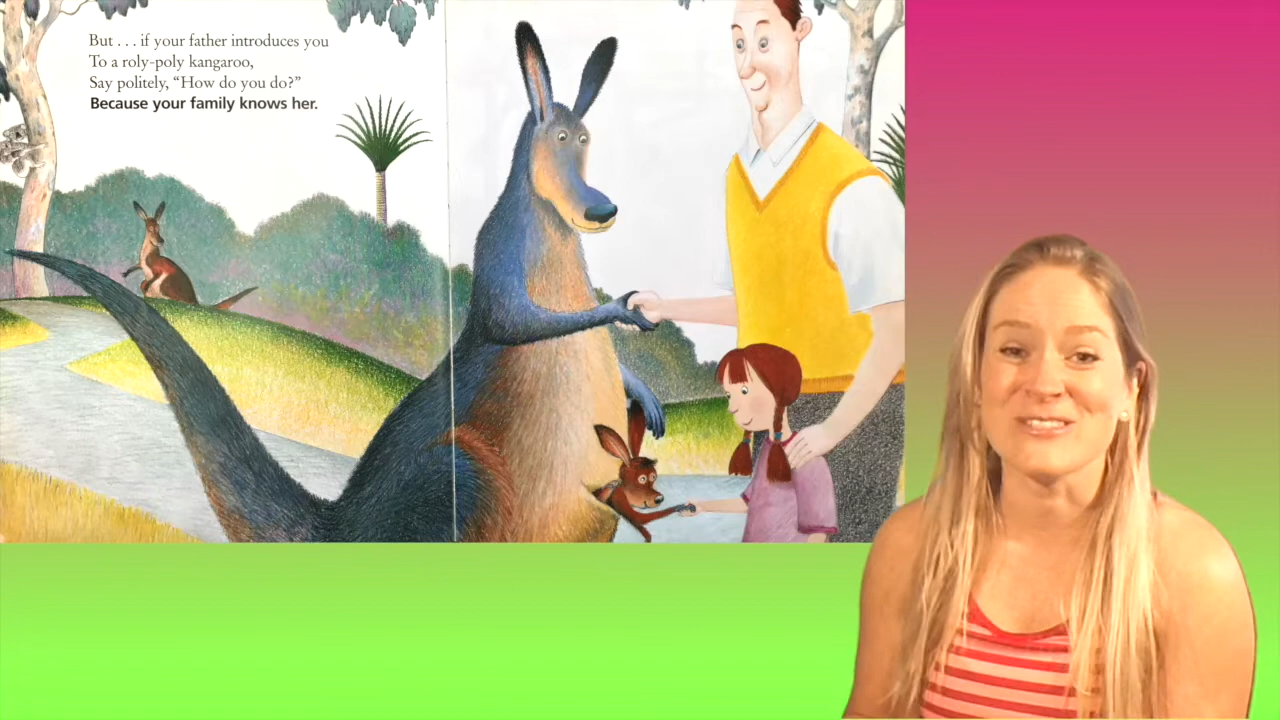 But . . . if your father introduces you
To a roly-poly kangaroo,
Say politely, “How do you do?”
Because your family knows her.